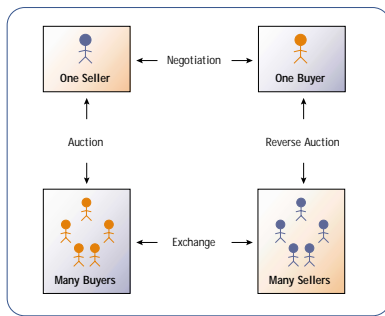 Negotiation
One Seller
One Buyer
Auction
Reverse Auction
Exchange
Many Buyers
Many Sellers